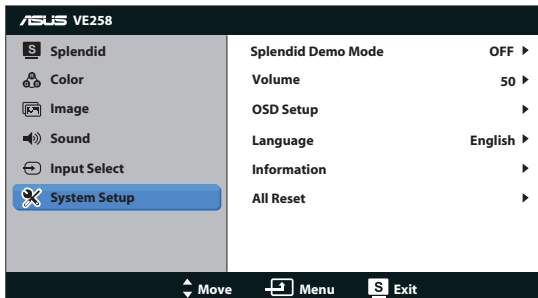 ASUS VE258
S Splendid
Color
Image
Sound
Input Select
System Setup
Splendid Demo Mode OFF
Volume 50
OSD Setup
Language English
Information
All Reset
Move Menu S Exit